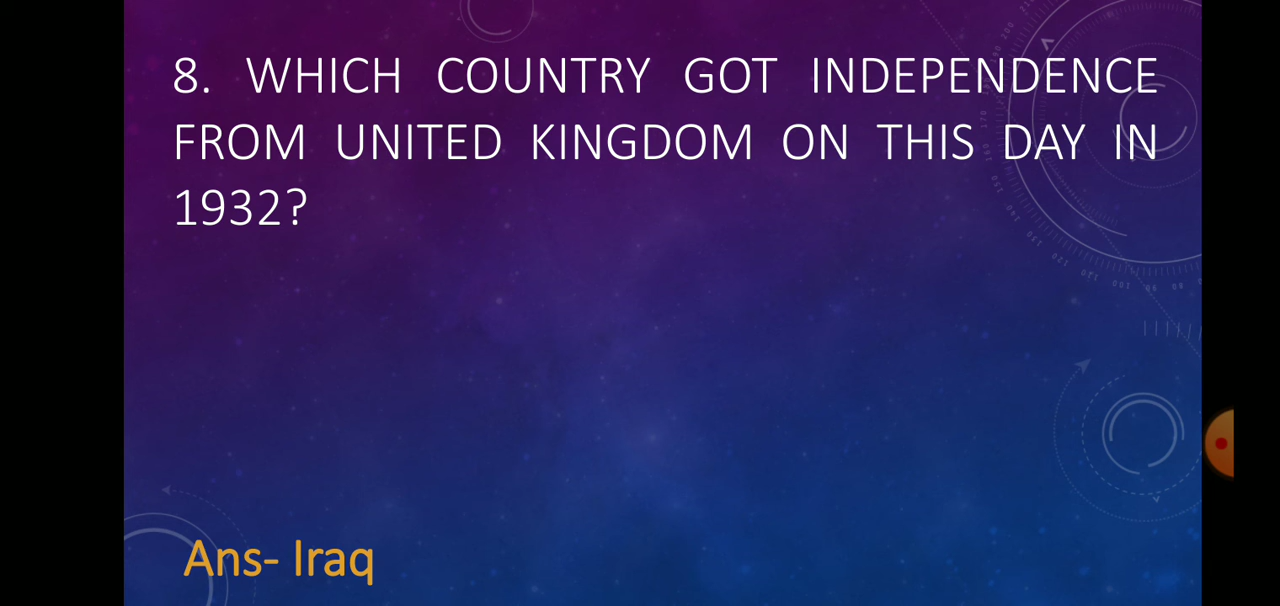 8. WHICH COUNTRY GOT INDEPENDENCE
FROM UNITED KINGDOM ON THIS DAY IN
1932?
Ans- Iraq